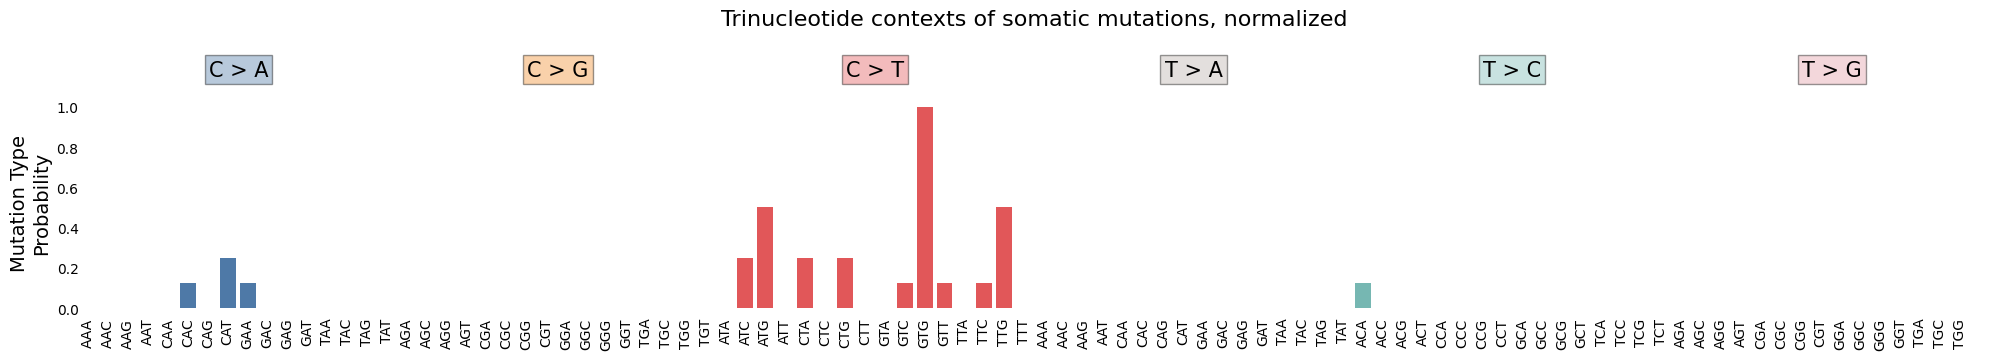 Trinucleotide contexts of somatic mutations, normalized
C > A
C > G
C > T
T > A
T > C
T > G
Mutation Type
Probability
1.0
0.8
0.6
0.4
0.2
0.0
AAA
AAC
AAG
AAT
CAA
CAC
CAG
CAT
GAA
GAC
GAG
GAT
TAA
TAC
TAG
TAT
AGA
AGC
AGG
AGT
CGA
CGC
CGG
CGT
GGA
GGC
GGG
GGT
TGA
TGC
TGG
TGT
ATA
ATC
ATG
ATT
CTA
CTC
CTG
CTT
GTA
GTC
GTG
GTT
TTA
TTC
TTG
TTT
AAA
AAC
AAG
AAT
CAA
CAC
CAG
CAT
GAA
GAC
GAG
GAT
TAA
TAC
TAG
TAT
ACA
ACC
ACG
ACT
CCA
CCC
CCG
CCT
GCA
GCC
GCG
GCT
TCA
TCC
TCG
TCT
AGA
AGC
AGG
AGT
CGA
CGC
CGG
CGT
GGA
GGC
GGG
GGT
TGA
TGC
TGG